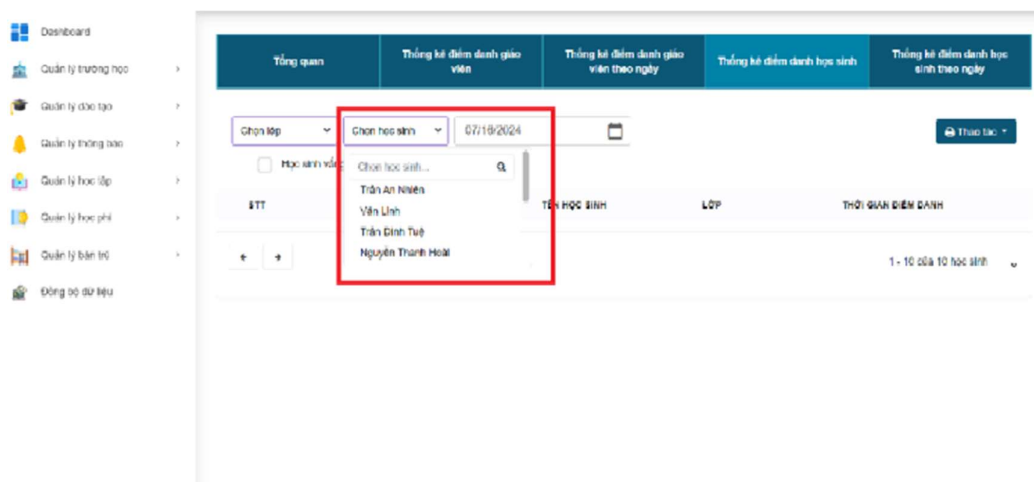 Dashboard
Quản lý trường học
Quản lý đào tạo
Quản lý thông báo
Quản lý học tập
Quản lý học phí
Quản lý bán trú
Đồng bộ dữ liệu
Tổng quan
Thống kê điểm danh giáo viên
Thống kê điểm danh giáo viên theo ngày
Thống kê điểm danh học sinh
Thống kê điểm danh học sinh theo ngày
Chọn lớp
Chọn học sinh
07/16/2024
Thao tác
Học sinh vắng
Chọn học sinh...
Trần An Nhiên
Văn Linh
Trần Đình Tuệ
Nguyễn Thanh Hoài
STT
TÊN HỌC SINH
LỚP
THỜI GIAN ĐIỂM DANH
1 - 10 của 10 học sinh